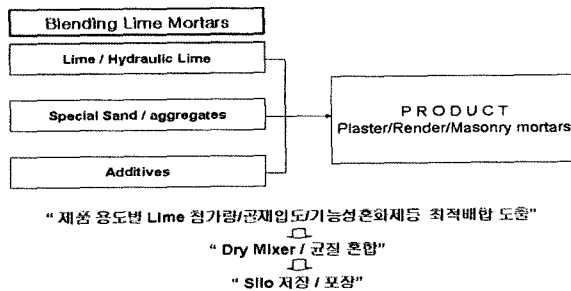 Blending Lime Mortars
Lime / Hydraulic Lime
Special Sand / aggregates
Additives
PRODUCT
Plaster/Render/Masonry mortars
“ 제품 용도별 Lime 첨가량/골재입도/기능성혼화제등 최적배합 도출”
“ Dry Mixer / 균질 혼합”
“ Silo 저장 / 포장”